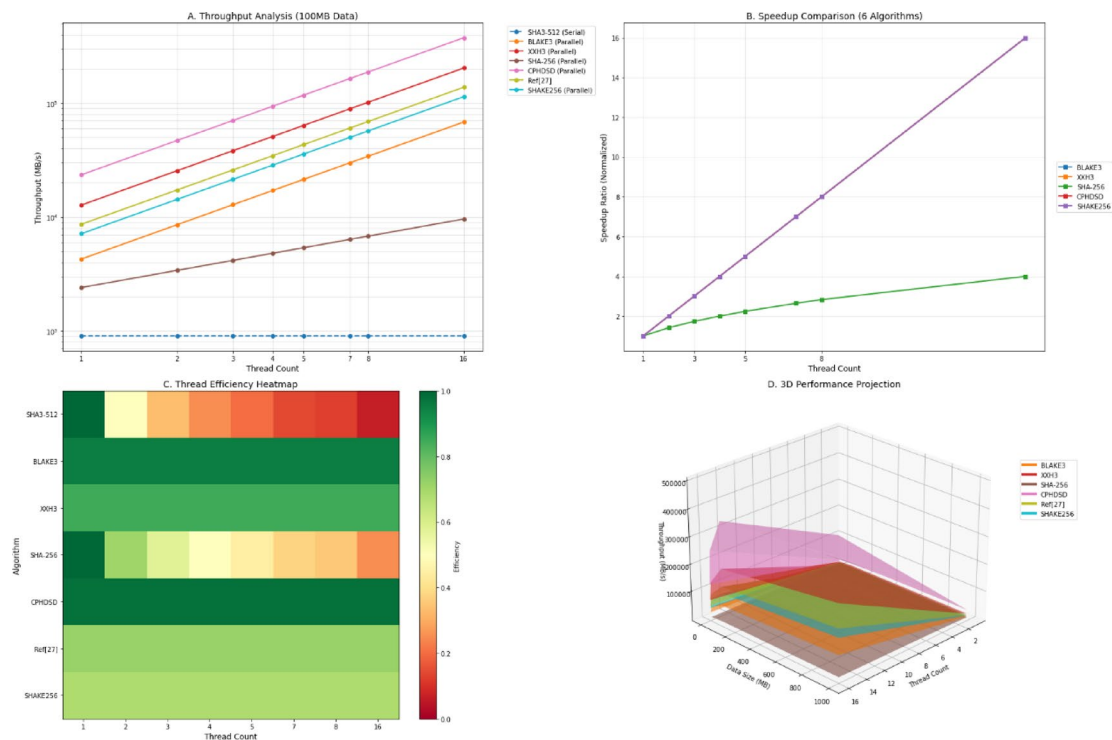 A. Throughput Analysis (100MB Data)
Throughput (MB/s)
10⁵
10⁴
10³
1 2 3 4 5 7 8 16
Thread Count
SHA3-512 (Serial)
BLAKE3 (Parallel)
XXH3 (Parallel)
SHA-256 (Parallel)
CPHDSD (Parallel)
Ref[27]
SHAKE256 (Parallel)
B. Speedup Comparison (6 Algorithms)
Speedup Ratio (Normalized)
16
14
12
10
8
6
4
2
1 3 5 8
Thread Count
BLAKE3
XXH3
SHA-256
CPHDSD
SHAKE256
C. Thread Efficiency Heatmap
Algorithm
SHA3-512
BLAKE3
XXH3
SHA-256
CPHDSD
Ref[27]
SHAKE256
1 2 3 4 5 7 8 16
Thread Count
1.0
0.8
0.6
0.4
0.2
0.0
Efficiency
D. 3D Performance Projection
500000
400000
300000
200000
100000
Throughput (MB/s)
0 200 400 600 800 1000
Data Size (MB)
16 14 12 10 8 6 4 2
Thread Count
BLAKE3
XXH3
SHA-256
CPHDSD
Ref[27]
SHAKE256